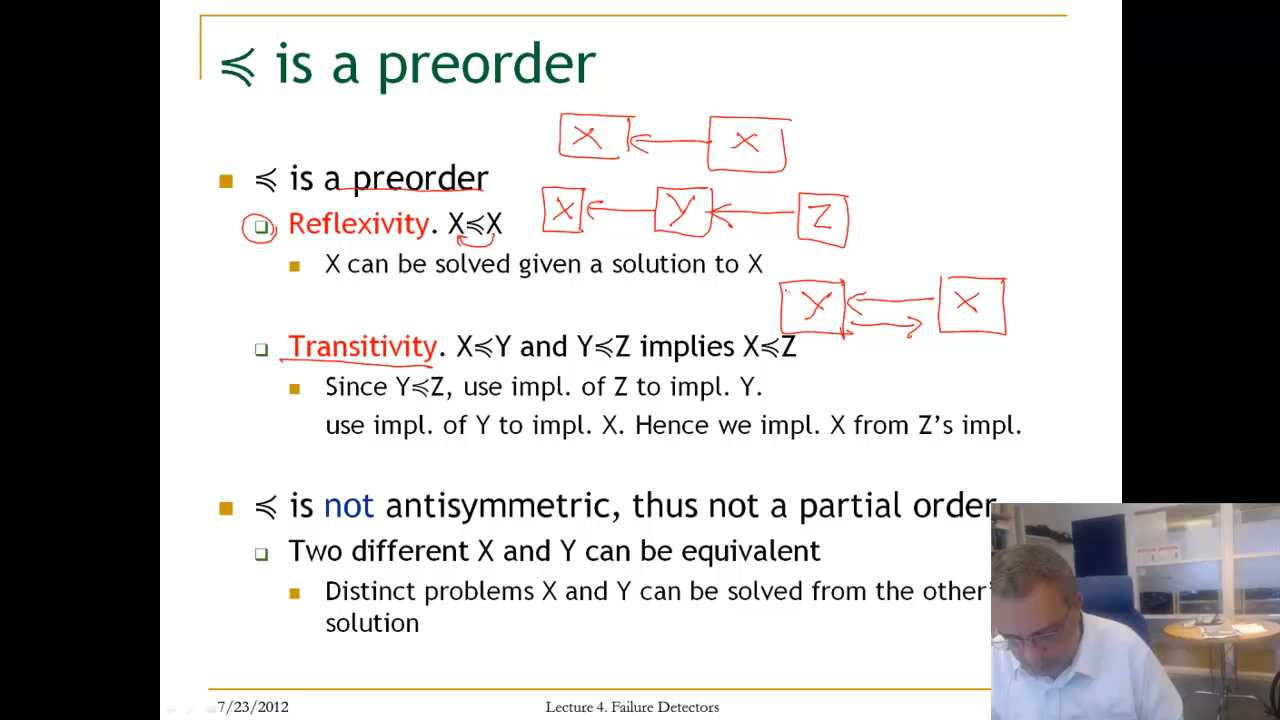 ≼ is a preorder
X X
≼ is a preorder
X Y Z
Reflexivity. X≼X
X can be solved given a solution to X
Y X
Transitivity. X≼Y and Y≼Z implies X≼Z
Since Y≼Z, use impl. of Z to impl. Y.
use impl. of Y to impl. X. Hence we impl. X from Z's impl.
≼ is not antisymmetric, thus not a partial order
Two different X and Y can be equivalent
Distinct problems X and Y can be solved from the other'
solution
7/23/2012 Lecture 4. Failure Detectors